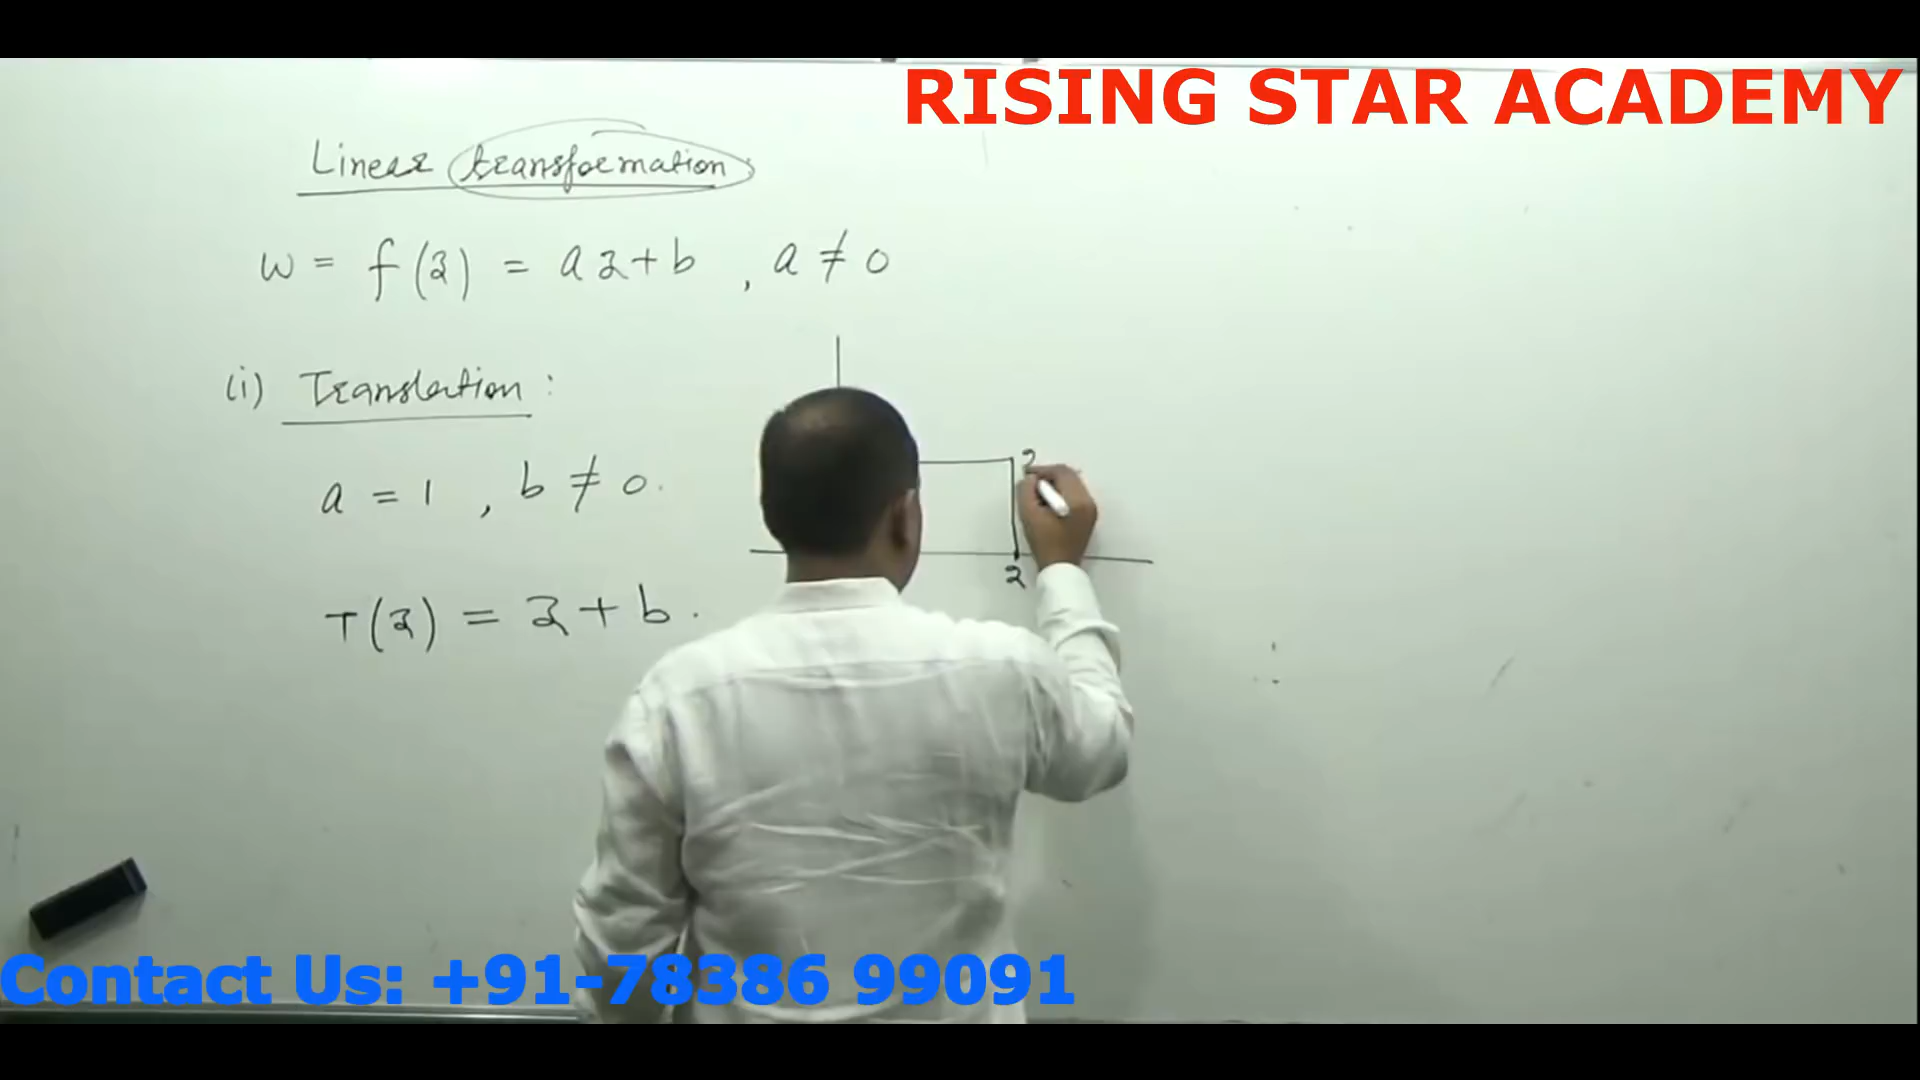 RISING STAR ACADEMY
Linear transformation:
w = f(z) = az+b , a ≠ 0
(i) Translation :
a = 1 , b ≠ 0.
2
2
T(z) = z + b.
Contact Us: +91-78386 99091